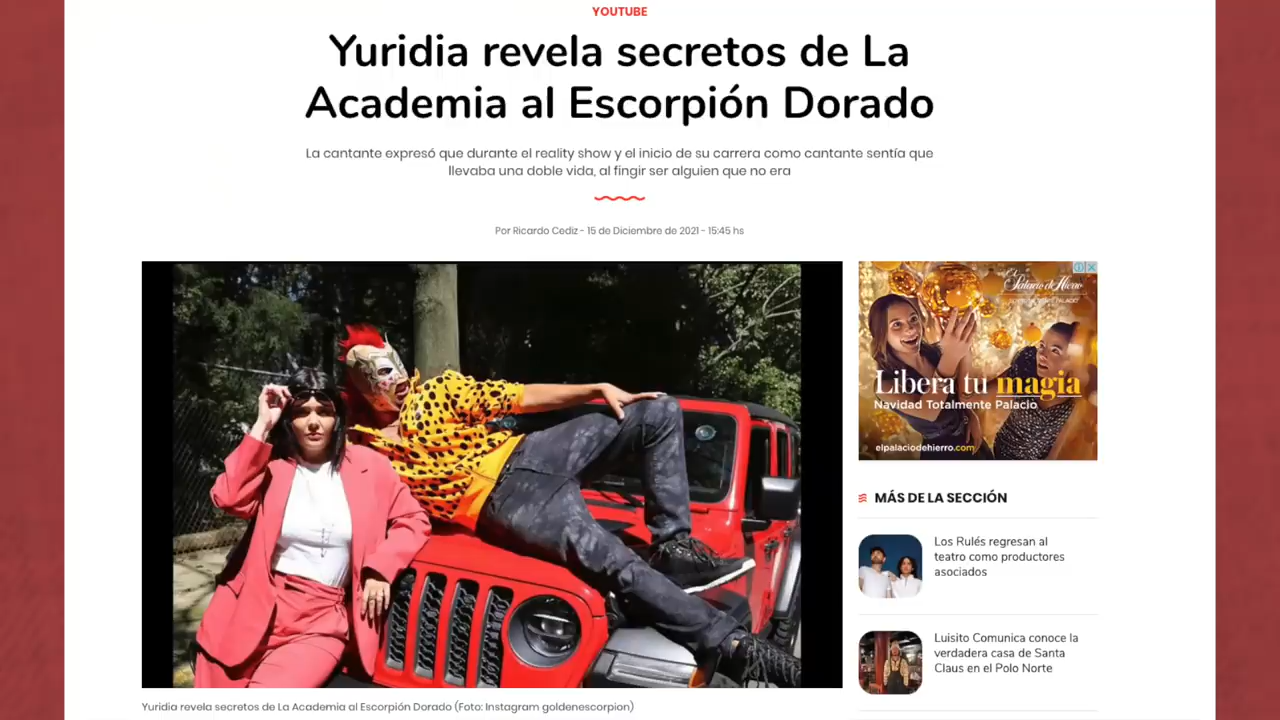 YOUTUBE
Yuridia revela secretos de La
Academia al Escorpión Dorado
La cantante expresó que durante el reality show y el inicio de su carrera como cantante sentía que
llevaba una doble vida, al fingir ser alguien que no era
Por Ricardo Cediz - 15 de Diciembre de 2021 - 15:45 hs
El Palacio de Hierro
Libera tu magia
Navidad Totalmente Palacio
elpalaciodehierro.com
MÁS DE LA SECCIÓN
Los Rulés regresan al
teatro como productores
asociados
Luisito Comunica conoce la
verdadera casa de Santa
Claus en el Polo Norte
Yuridia revela secretos de La Academia al Escorpión Dorado (Foto: Instagram goldenescorpion)